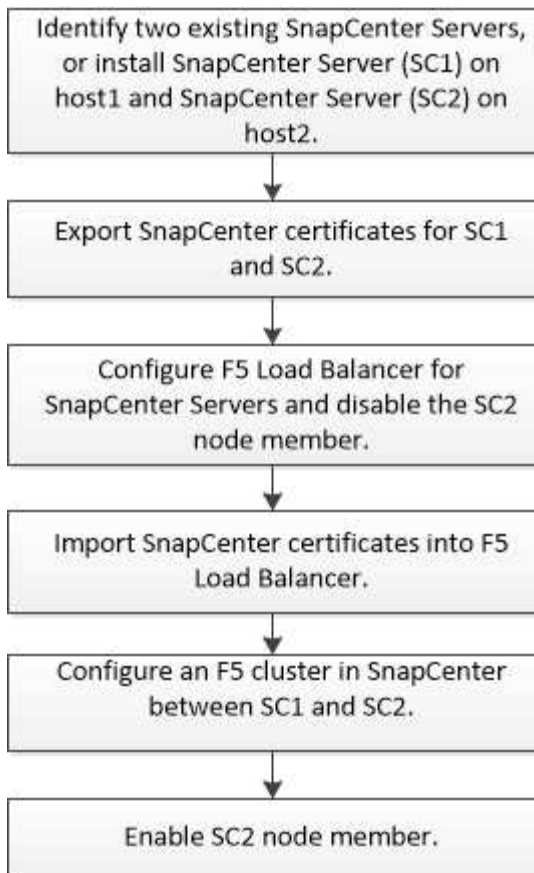 Identify two existing SnapCenter Servers,
or install SnapCenter Server (SC1) on
host1 and SnapCenter Server (SC2) on
host2.
Export SnapCenter certificates for SC1
and SC2.
Configure F5 Load Balancer for
SnapCenter Servers and disable the SC2
node member.
Import SnapCenter certificates into F5
Load Balancer.
Configure an F5 cluster in SnapCenter
between SC1 and SC2.
Enable SC2 node member.